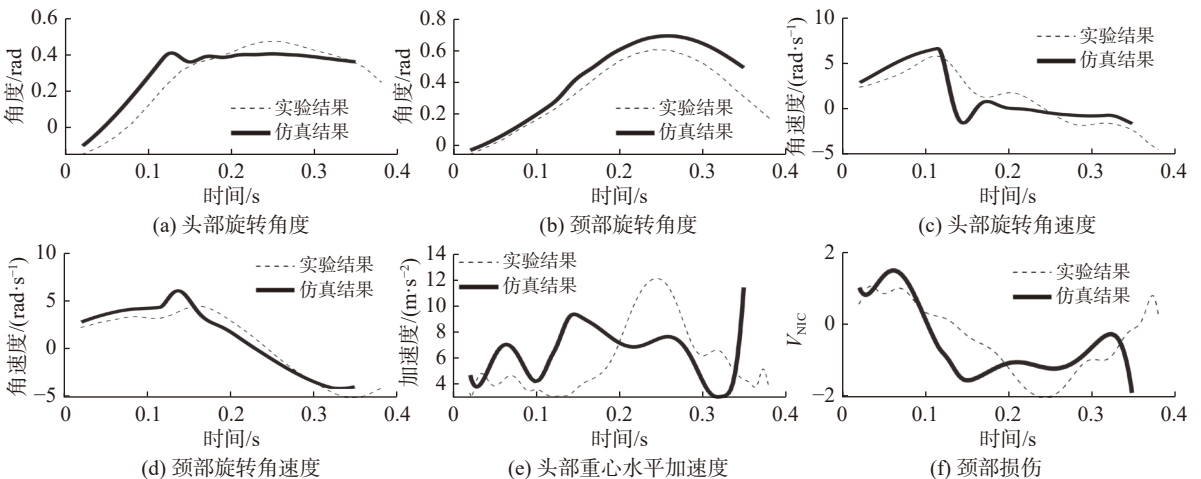 0.6
0.4
0.2
0
角度/rad
实验结果
仿真结果
0 0.1 0.2 0.3 0.4
时间/s
(a) 头部旋转角度
0.8
0.6
0.4
0.2
0
角度/rad
实验结果
仿真结果
0 0.1 0.2 0.3 0.4
时间/s
(b) 颈部旋转角度
10
5
0
−5
角速度/(rad·s⁻¹)
实验结果
仿真结果
0 0.1 0.2 0.3 0.4
时间/s
(c) 头部旋转角速度
10
5
0
−5
角速度/(rad·s⁻¹)
实验结果
仿真结果
0 0.1 0.2 0.3 0.4
时间/s
(d) 颈部旋转角速度
14
12
10
8
6
4
加速度/(m·s⁻²)
实验结果
仿真结果
0 0.1 0.2 0.3 0.4
时间/s
(e) 头部重心水平加速度
2
0
−2
V_NIC
实验结果
仿真结果
0 0.1 0.2 0.3 0.4
时间/s
(f) 颈部损伤